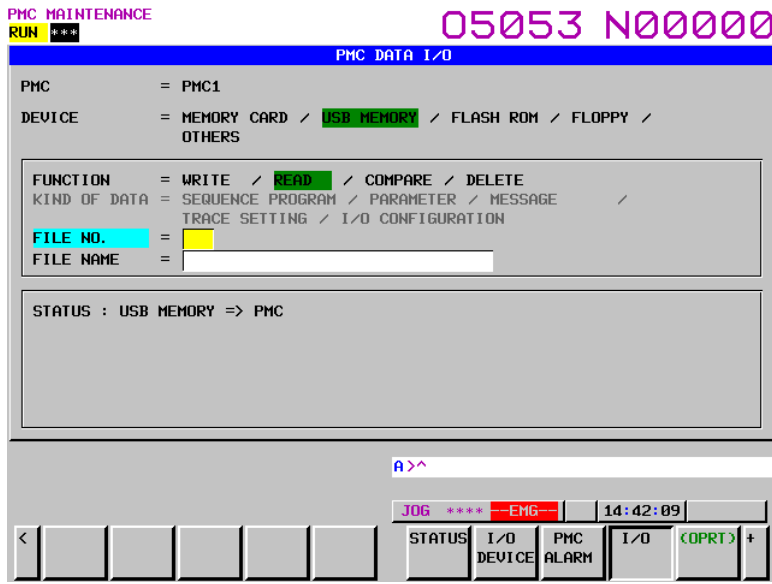 PMC MAINTENANCE
RUN ***
O5053 N00000
PMC DATA I/O
PMC = PMC1
DEVICE = MEMORY CARD / USB MEMORY / FLASH ROM / FLOPPY /
OTHERS
FUNCTION = WRITE / READ / COMPARE / DELETE
KIND OF DATA = SEQUENCE PROGRAM / PARAMETER / MESSAGE /
TRACE SETTING / I/O CONFIGURATION
FILE NO. =
FILE NAME =
STATUS : USB MEMORY => PMC
A>^
JOG **** --EMG-- 14:42:09
< STATUS I/O DEVICE PMC ALARM I/O (OPRT) +